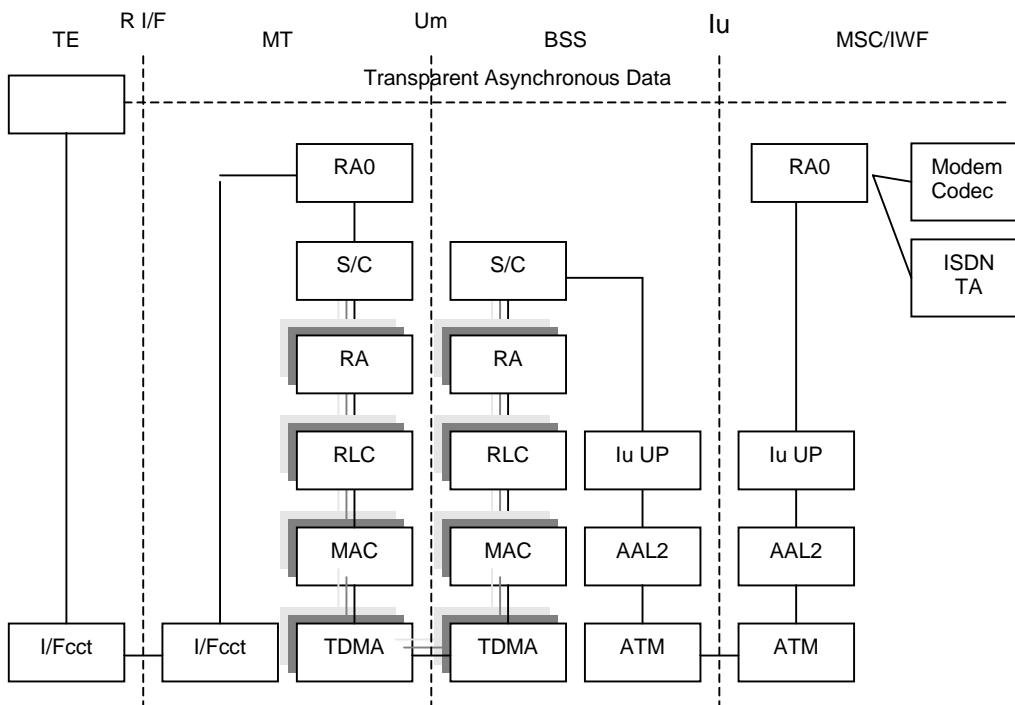 R I/F Um Iu
TE MT BSS MSC/IWF
Transparent Asynchronous Data
RA0 RA0 Modem
Codec
S/C S/C ISDN
TA
RA RA
RLC RLC Iu UP Iu UP
MAC MAC AAL2 AAL2
I/Fcct I/Fcct TDMA TDMA ATM ATM